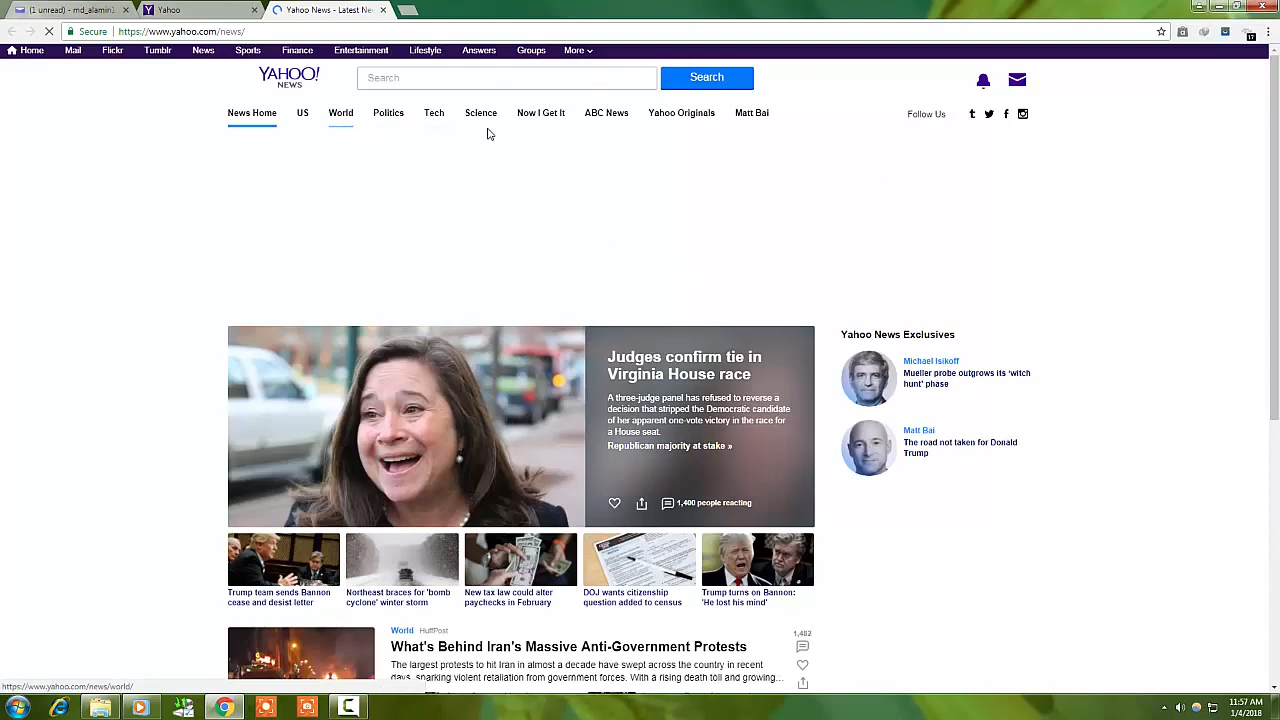 (1 unread) - md_alamin1
Yahoo
Yahoo News - Latest Ne
Secure
https://www.yahoo.com/news/
Home
Mail
Flickr
Tumblr
News
Sports
Finance
Entertainment
Lifestyle
Answers
Groups
More
YAHOO!
NEWS
Search
Search
News Home
US
World
Politics
Tech
Science
Now I Get It
ABC News
Yahoo Originals
Matt Bai
Follow Us
Judges confirm tie in
Virginia House race
A three-judge panel has refused to reverse a
decision that stripped the Democratic candidate
of her apparent one-vote victory in the race for
a House seat.
Republican majority at stake »
1,400 people reacting
Yahoo News Exclusives
Michael Isikoff
Mueller probe outgrows its ‘witch
hunt’ phase
Matt Bai
The road not taken for Donald
Trump
Trump team sends Bannon
cease and desist letter
Northeast braces for 'bomb
cyclone' winter storm
New tax law could alter
paychecks in February
DOJ wants citizenship
question added to census
Trump turns on Bannon:
'He lost his mind'
World HuffPost
What's Behind Iran's Massive Anti-Government Protests
The largest protests to hit Iran in almost a decade have swept across the country in recent
days, sparking violent retaliation from government forces. With a rising death toll and growing...
1,482
https://www.yahoo.com/news/world/
11:57 AM
1/4/2018